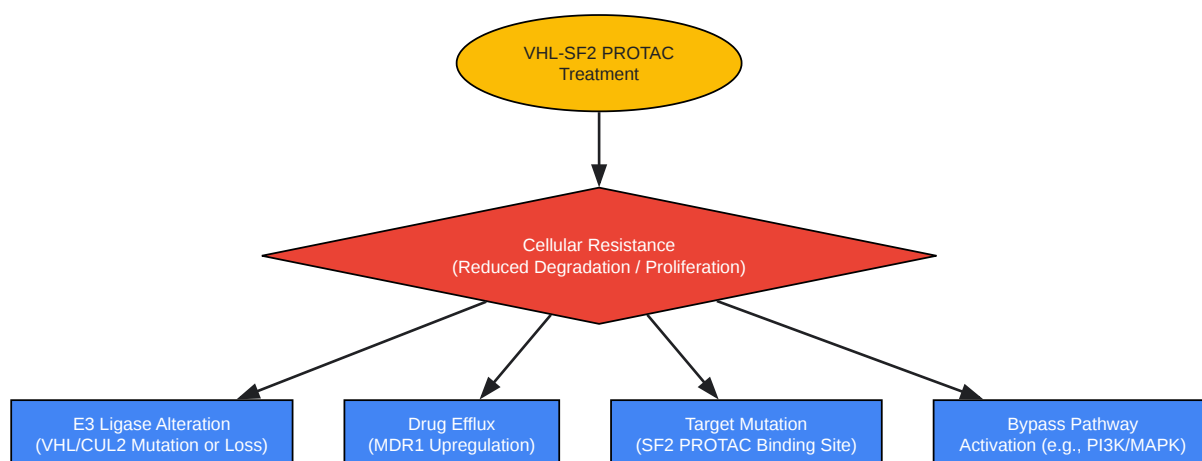 VHL-SF2 PROTAC
Treatment
Cellular Resistance
(Reduced Degradation / Proliferation)
E3 Ligase Alteration
(VHL/CUL2 Mutation or Loss)
Drug Efflux
(MDR1 Upregulation)
Target Mutation
(SF2 PROTAC Binding Site)
Bypass Pathway
Activation (e.g., PI3K/MAPK)